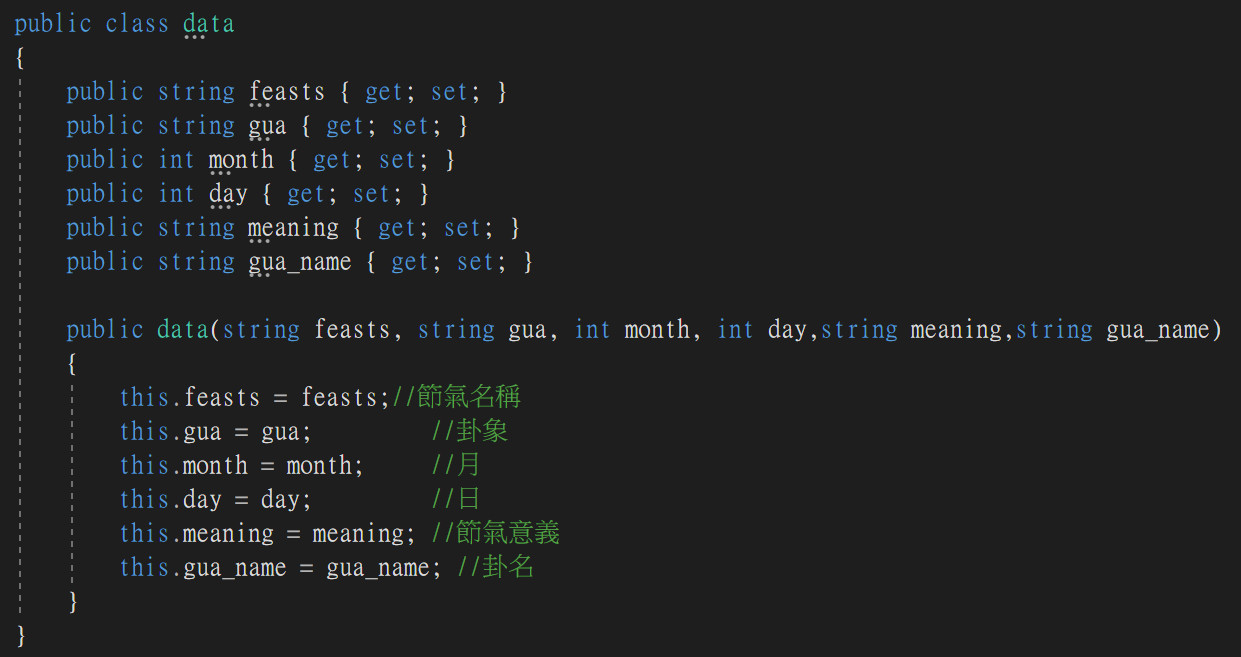 public class data
{
    public string feasts { get; set; }
    public string gua { get; set; }
    public int month { get; set; }
    public int day { get; set; }
    public string meaning { get; set; }
    public string gua_name { get; set; }

    public data(string feasts, string gua, int month, int day,string meaning,string gua_name)
    {
        this.feasts = feasts;//節氣名稱
        this.gua = gua;         //卦象
        this.month = month;     //月
        this.day = day;         //日
        this.meaning = meaning; //節氣意義
        this.gua_name = gua_name; //卦名
    }
}